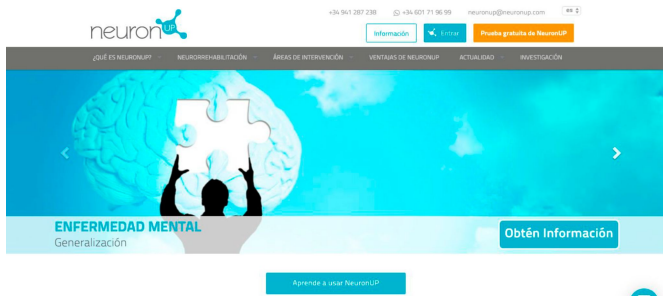 +34 941 287 238 +34 601 71 96 99 neuronup@neuronup.com es
neuronUP
Información Entrar Prueba gratuita de NeuronUP
¿QUÉ ES NEURONUP? NEURORREHABILITACIÓN ÁREAS DE INTERVENCIÓN VENTAJAS DE NEURONUP ACTUALIDAD INVESTIGACIÓN
ENFERMEDAD MENTAL
Generalización
Obtén Información
Aprende a usar NeuronUP